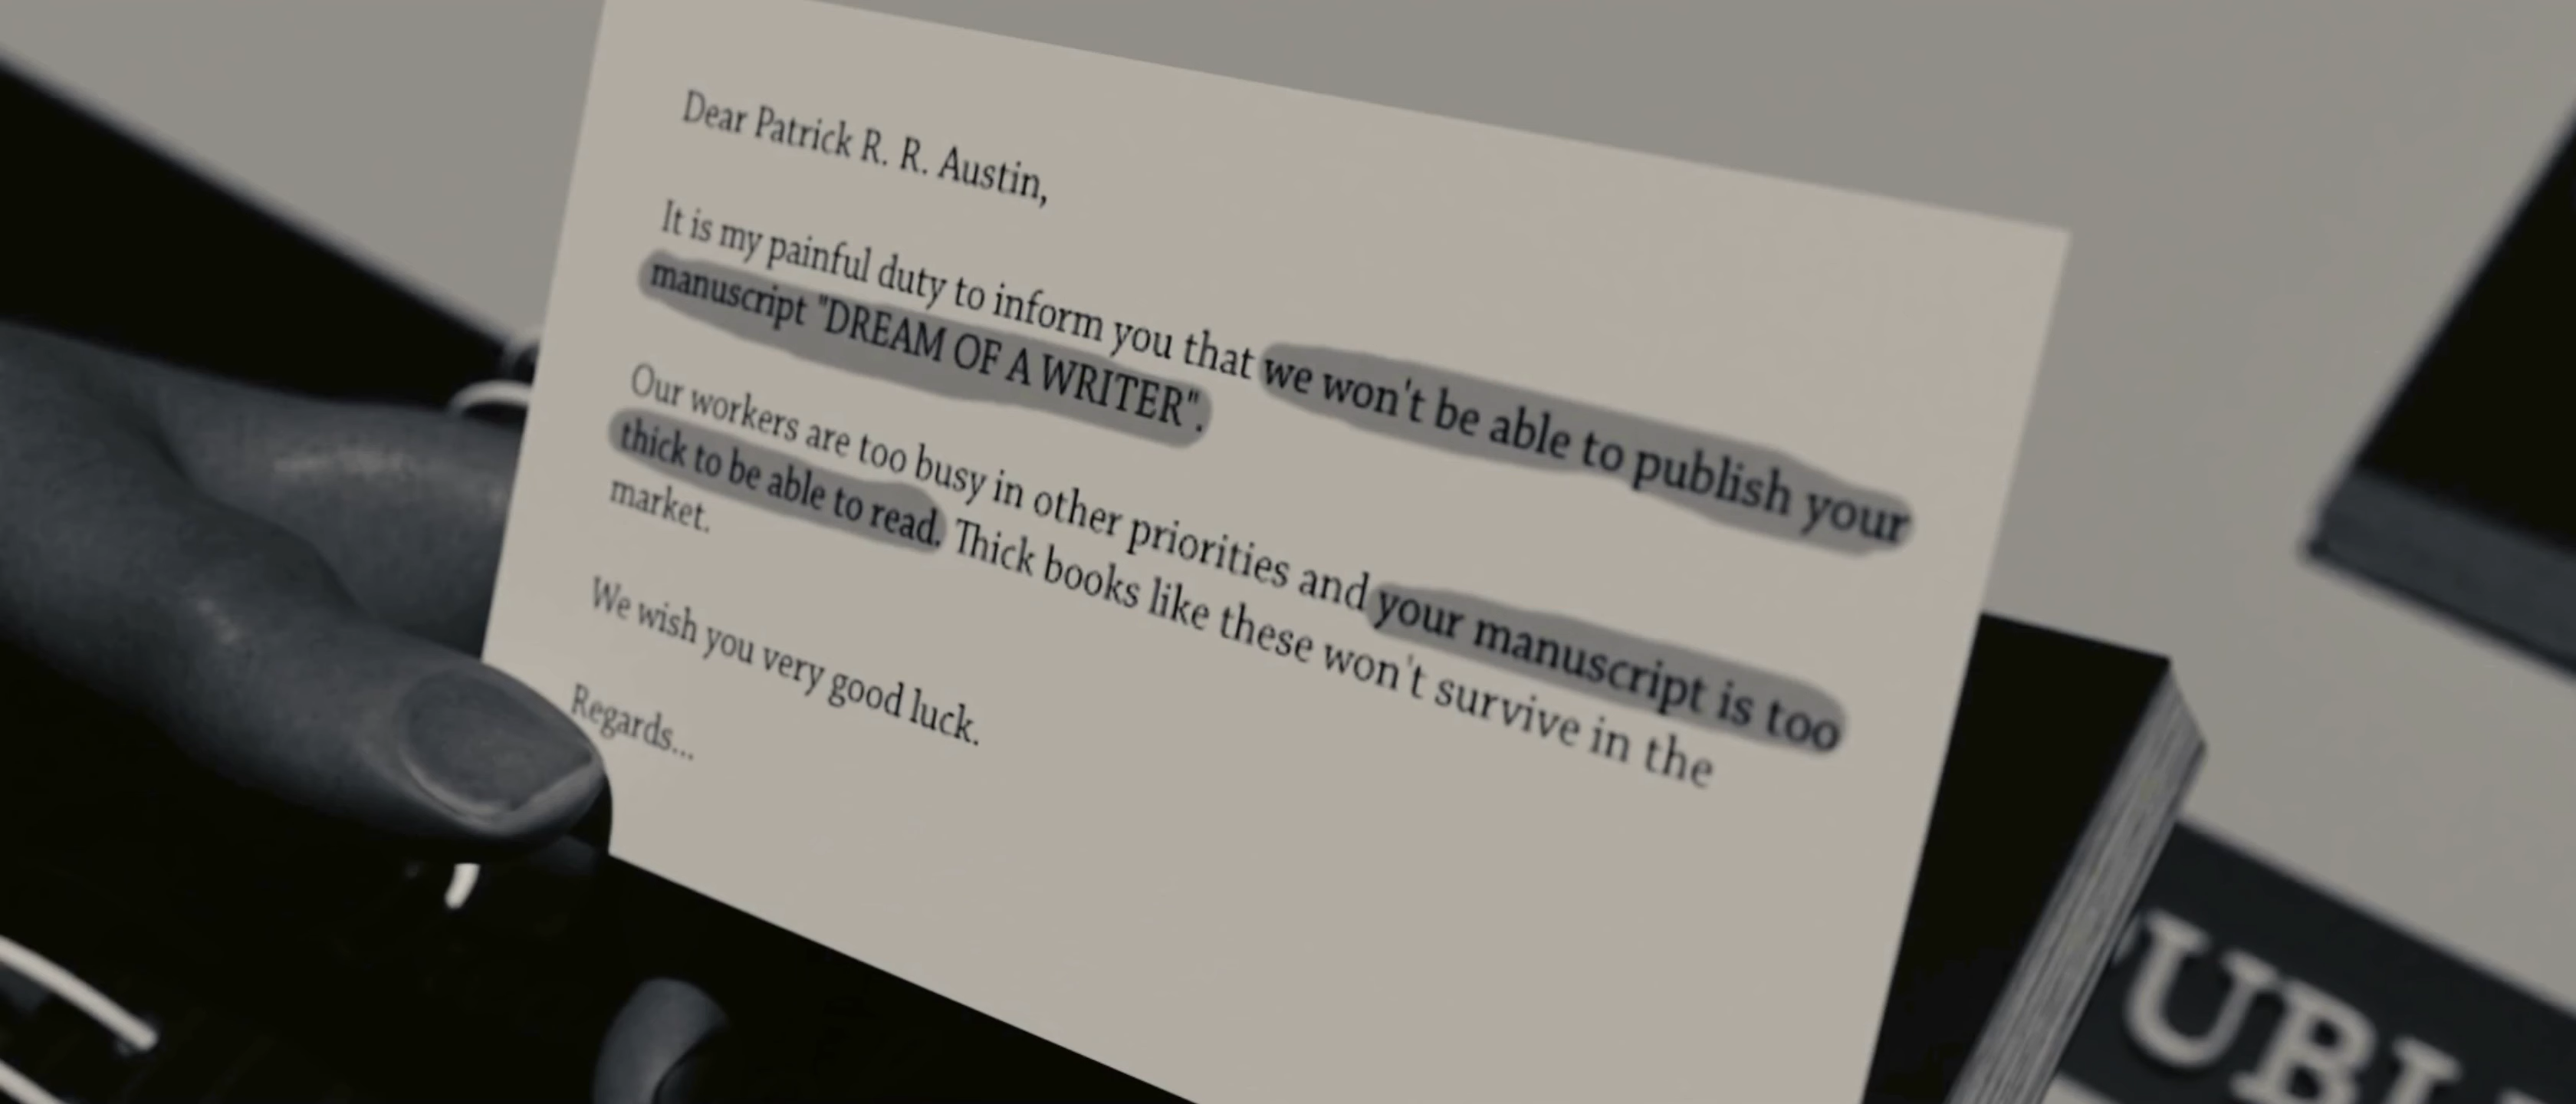 Dear Patrick R. R. Austin,
It is my painful duty to inform you that we won't be able to publish your
manuscript "DREAM OF A WRITER".
Our workers are too busy in other priorities and your manuscript is too
thick to be able to read. Thick books like these won't survive in the
market.
We wish you very good luck.
Regards...
UBL